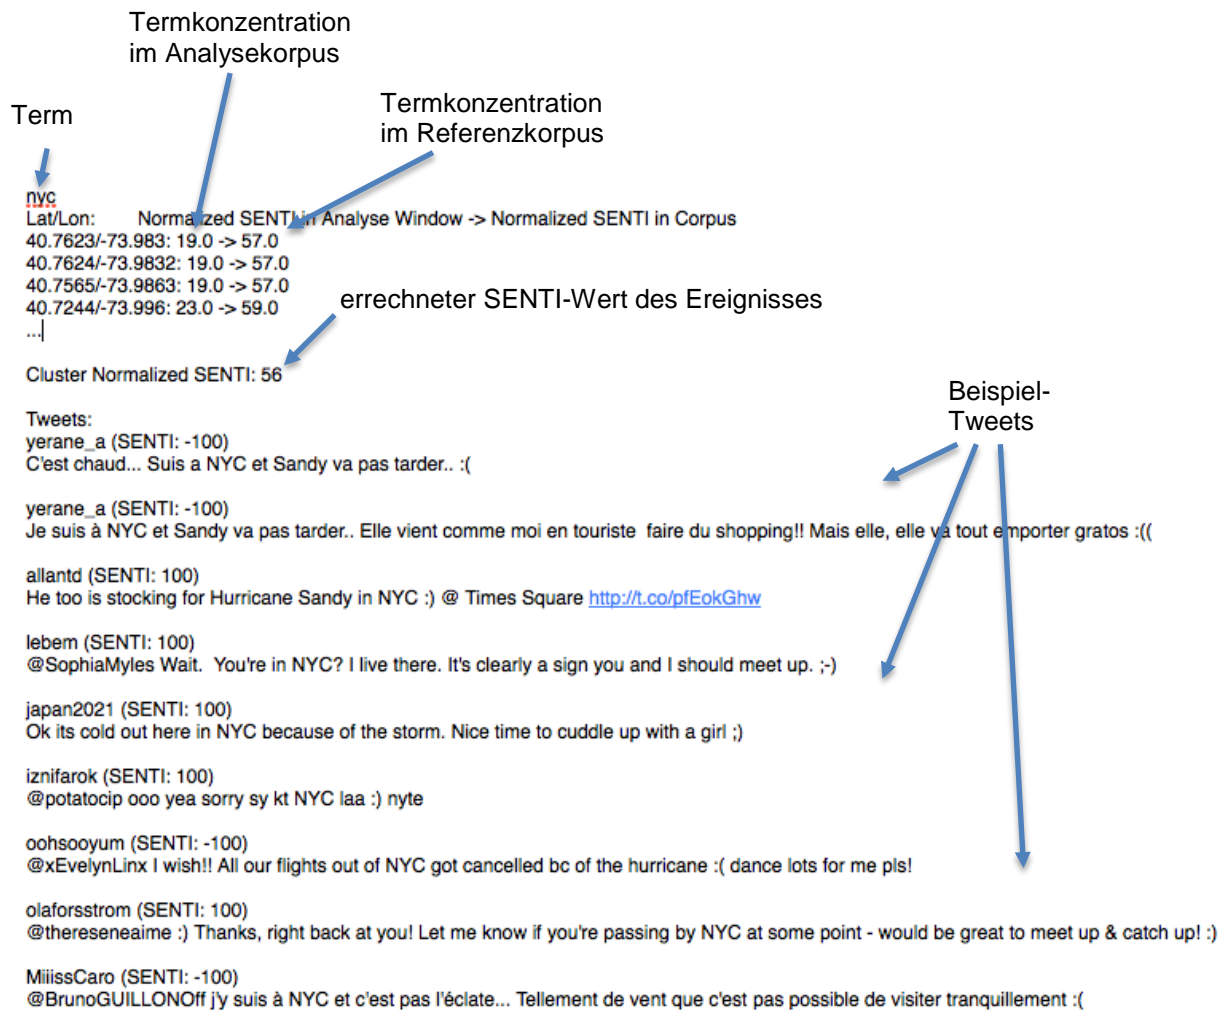 Termkonzentration
im Analysekorpus
Termkonzentration
im Referenzkorpus
Term
nyc
Lat/Lon: Normalized SENTI in Analyse Window -> Normalized SENTI in Corpus
40.7623/-73.983: 19.0 -> 57.0
40.7624/-73.9832: 19.0 -> 57.0
40.7565/-73.9863: 19.0 -> 57.0
40.7244/-73.996: 23.0 -> 59.0
...
errechneter SENTI-Wert des Ereignisses
Cluster Normalized SENTI: 56
Beispiel-
Tweets
Tweets:
yerane_a (SENTI: -100)
C'est chaud... Suis a NYC et Sandy va pas tarder.. :(
yerane_a (SENTI: -100)
Je suis à NYC et Sandy va pas tarder.. Elle vient comme moi en touriste  faire du shopping!! Mais elle, elle va tout emporter gratos :((
allantd (SENTI: 100)
He too is stocking for Hurricane Sandy in NYC :) @ Times Square http://t.co/pfEokGhw
lebem (SENTI: 100)
@SophiaMyles Wait.  You're in NYC? I live there. It's clearly a sign you and I should meet up. ;-)
japan2021 (SENTI: 100)
Ok its cold out here in NYC because of the storm. Nice time to cuddle up with a girl ;)
iznifarok (SENTI: 100)
@potatocip ooo yea sorry sy kt NYC laa :) nyte
oohsooyum (SENTI: -100)
@xEvelynLinx I wish!! All our flights out of NYC got cancelled bc of the hurricane :( dance lots for me pls!
olaforsstrom (SENTI: 100)
@thereseneaime :) Thanks, right back at you! Let me know if you're passing by NYC at some point - would be great to meet up & catch up! :)
MiiissCaro (SENTI: -100)
@BrunoGUILLONOff j'y suis à NYC et c'est pas l'éclate... Tellement de vent que c'est pas possible de visiter tranquillement :(